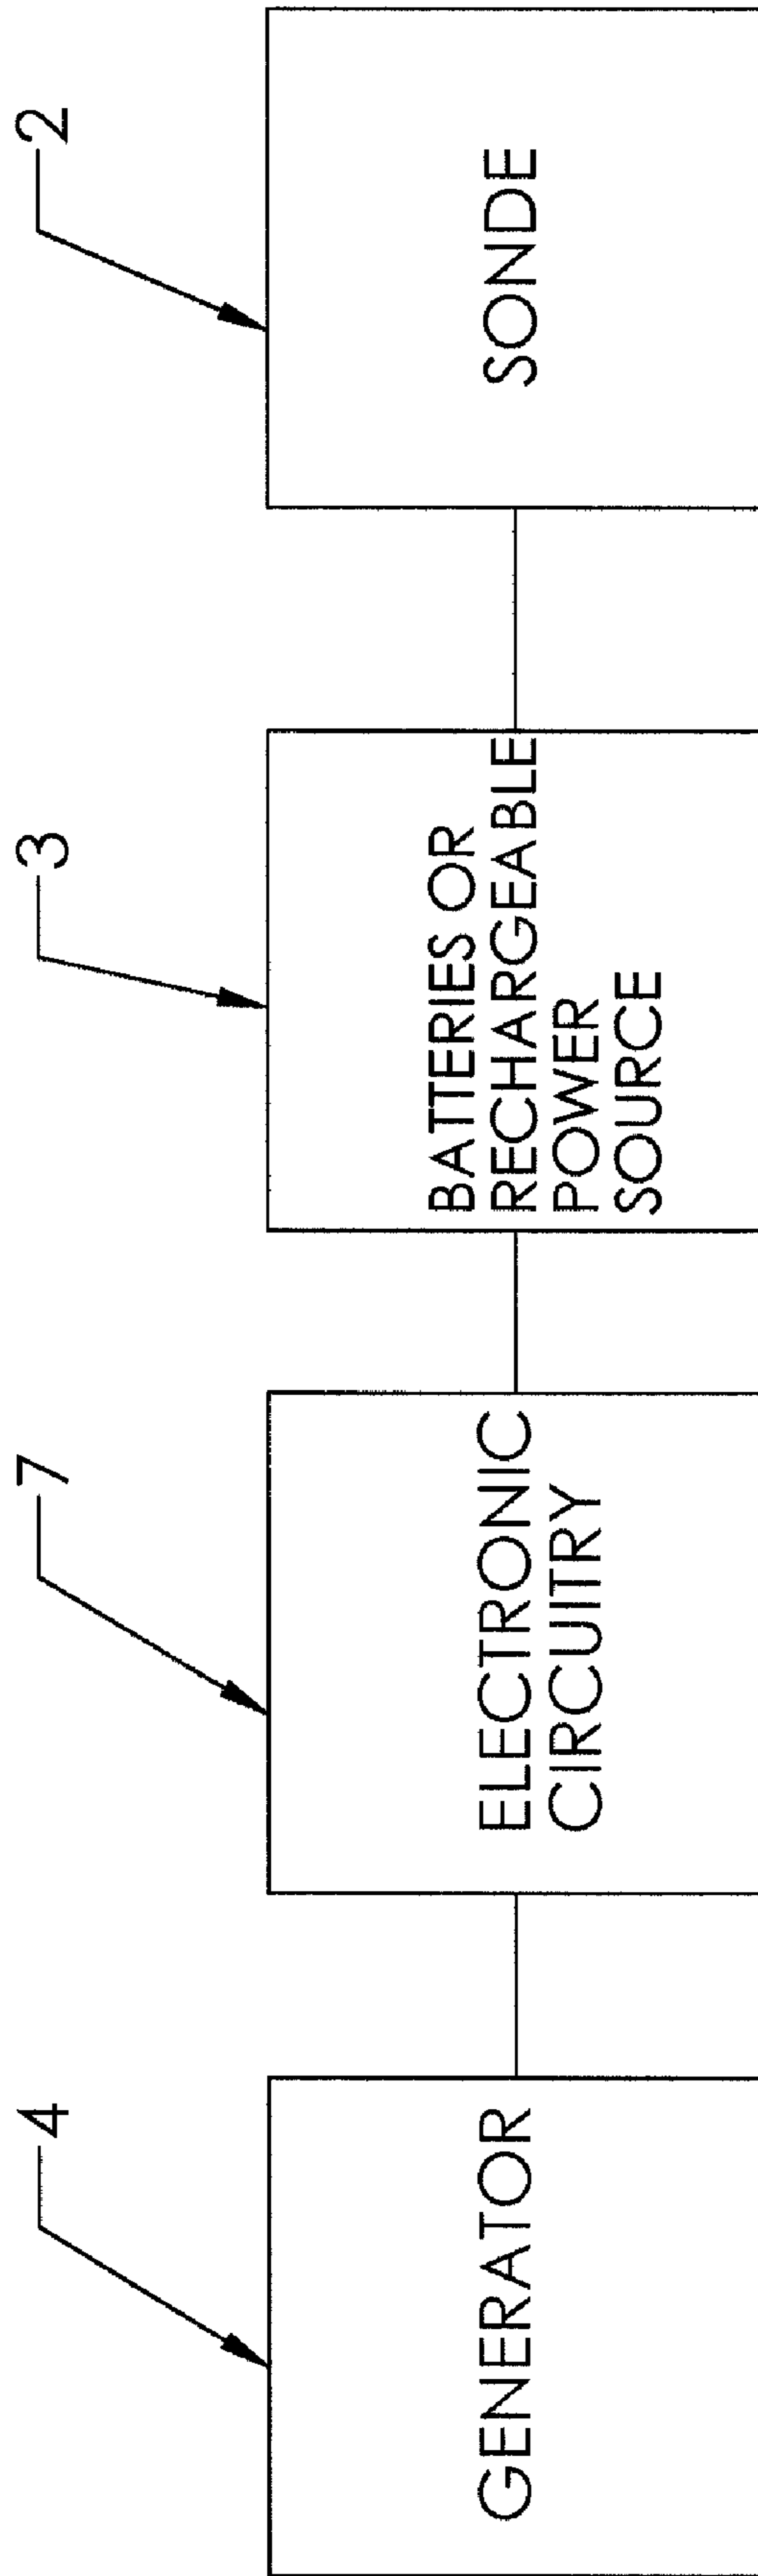 4
7
3
2
GENERATOR
ELECTRONIC
CIRCUITRY
BATTERIES OR
RECHARGEABLE
POWER
SOURCE
SONDE